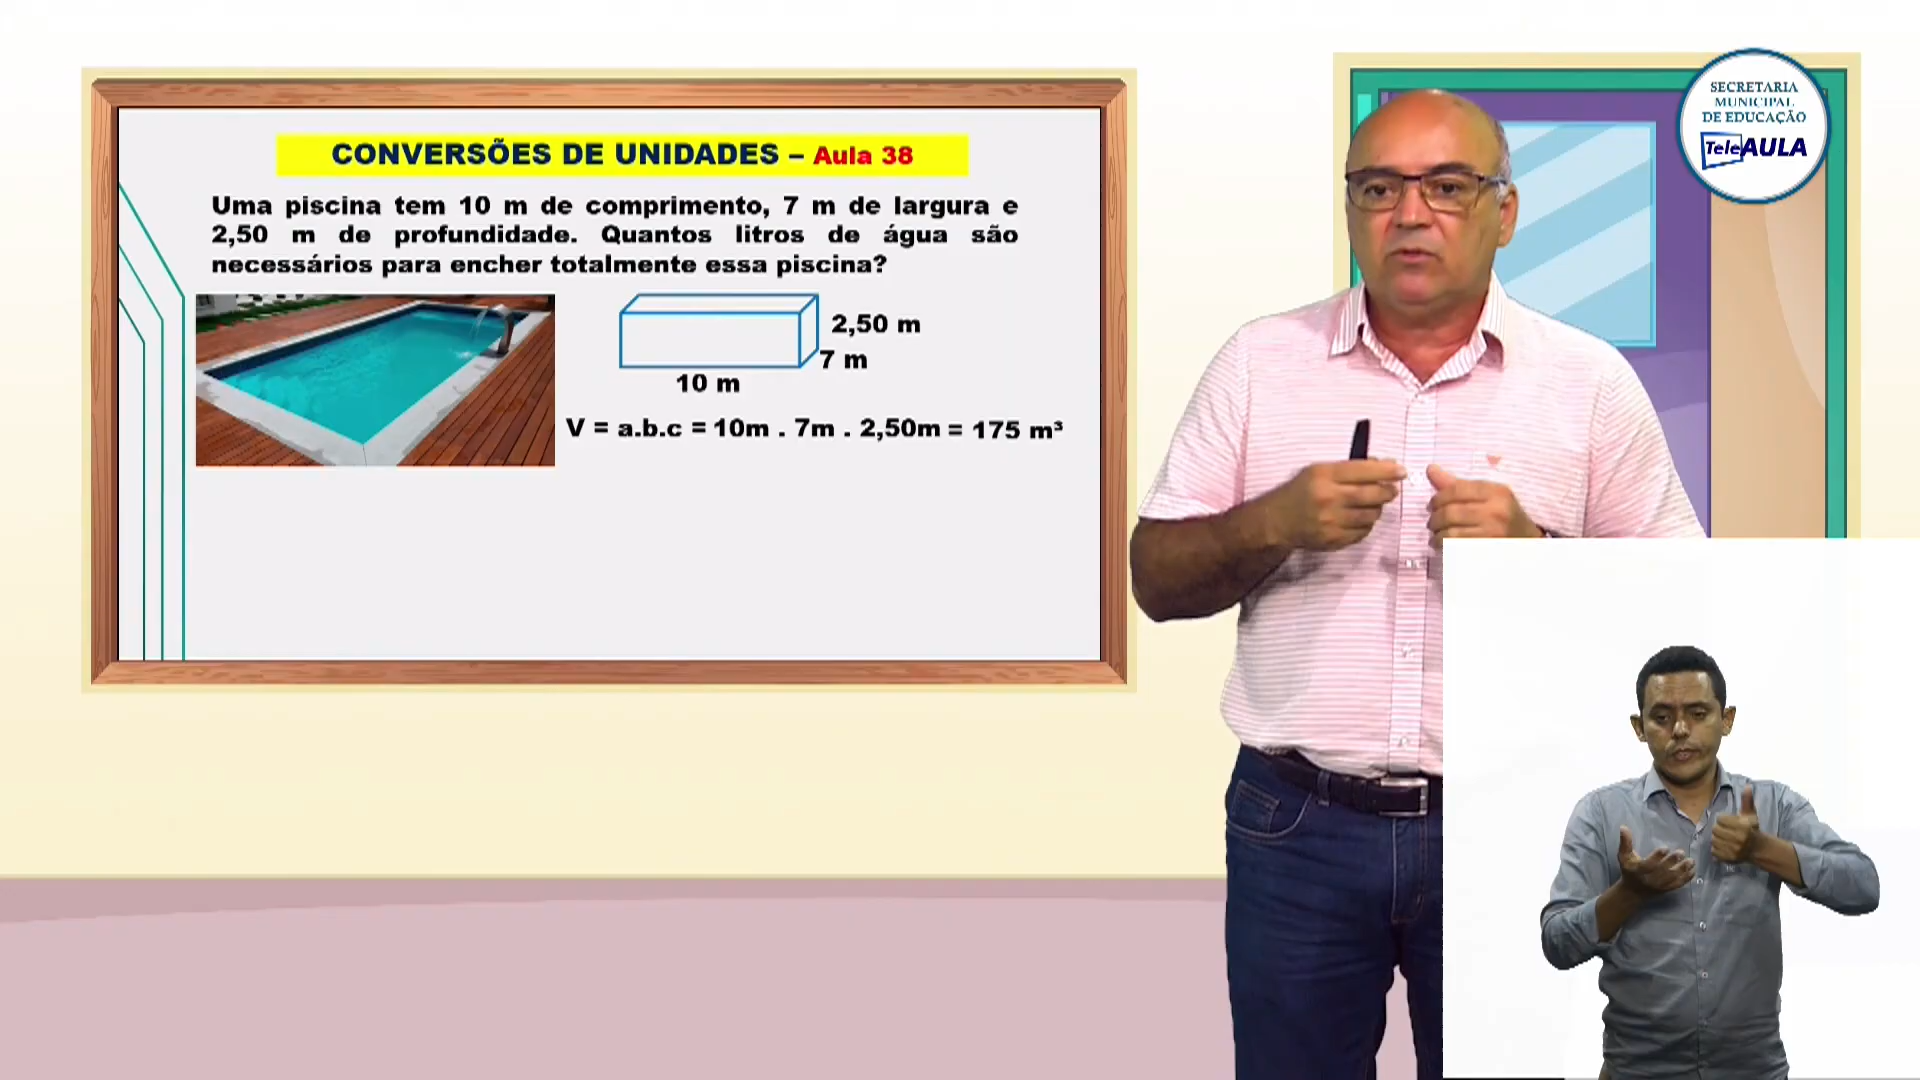 CONVERSÕES DE UNIDADES – Aula 38
Uma piscina tem 10 m de comprimento, 7 m de largura e
2,50 m de profundidade. Quantos litros de água são
necessários para encher totalmente essa piscina?
2,50 m
7 m
10 m
V = a.b.c = 10m . 7m . 2,50m = 175 m³
SECRETARIA
MUNICIPAL
DE EDUCAÇÃO
TeleAULA